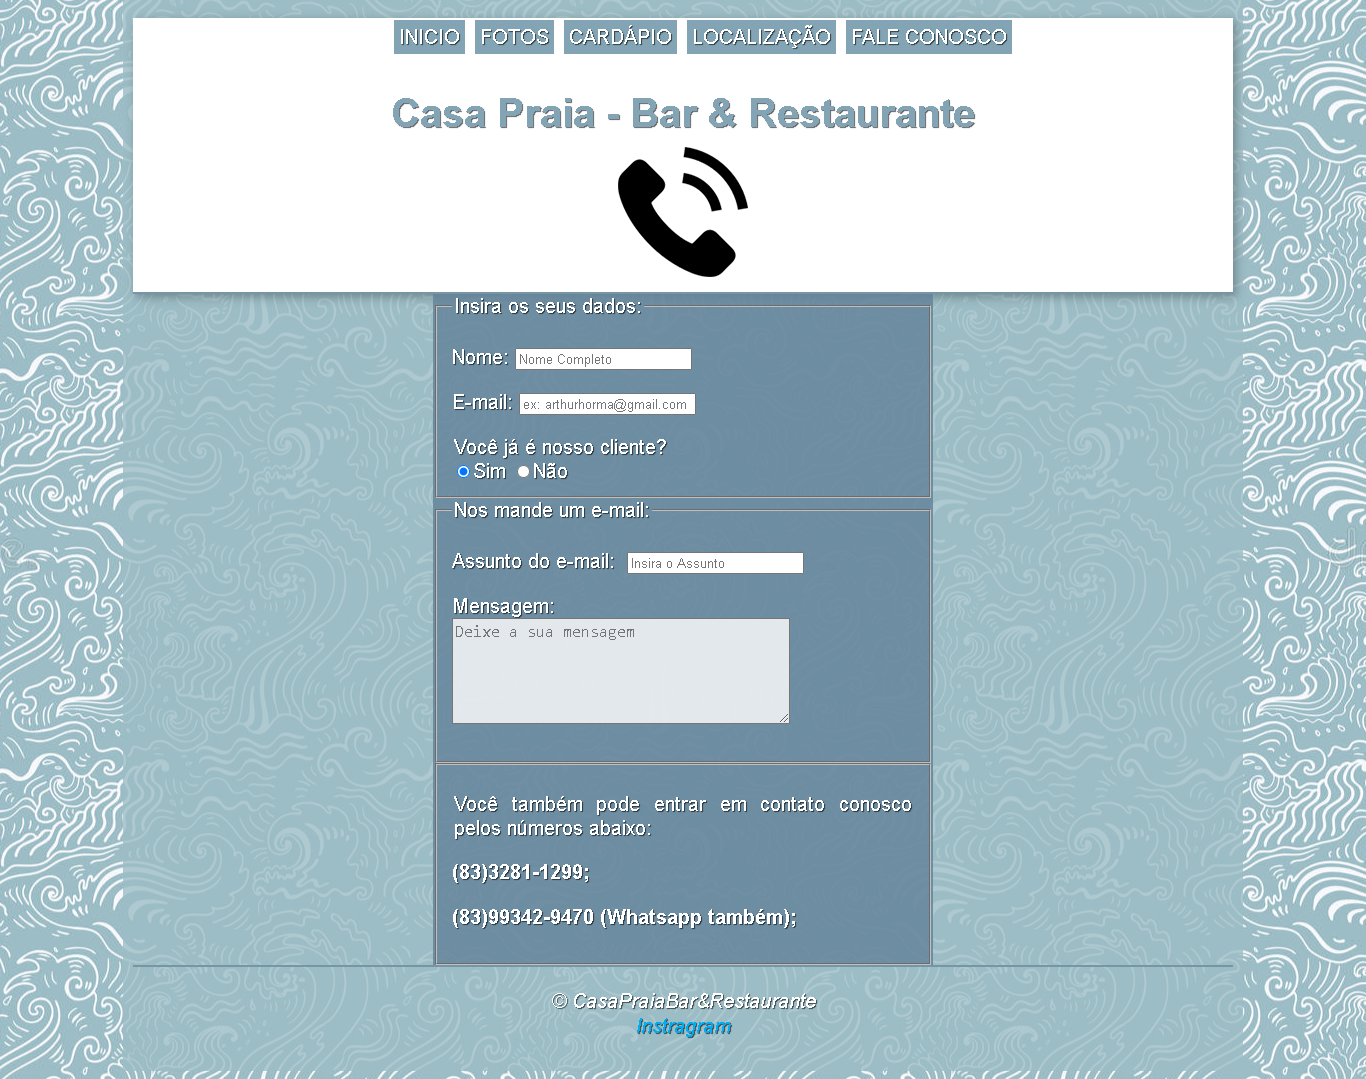 INICIO FOTOS CARDÁPIO LOCALIZAÇÃO FALE CONOSCO
Casa Praia - Bar & Restaurante
Insira os seus dados:
Nome: Nome Completo
E-mail: ex: arthurhorma@gmail.com
Você já é nosso cliente?
Sim Não
Nos mande um e-mail:
Assunto do e-mail: Insira o Assunto
Mensagem:
Deixe a sua mensagem
Você também pode entrar em contato conosco
pelos números abaixo:
(83)3281-1299;
(83)99342-9470 (Whatsapp também);
© CasaPraiaBar&Restaurante
Instragram